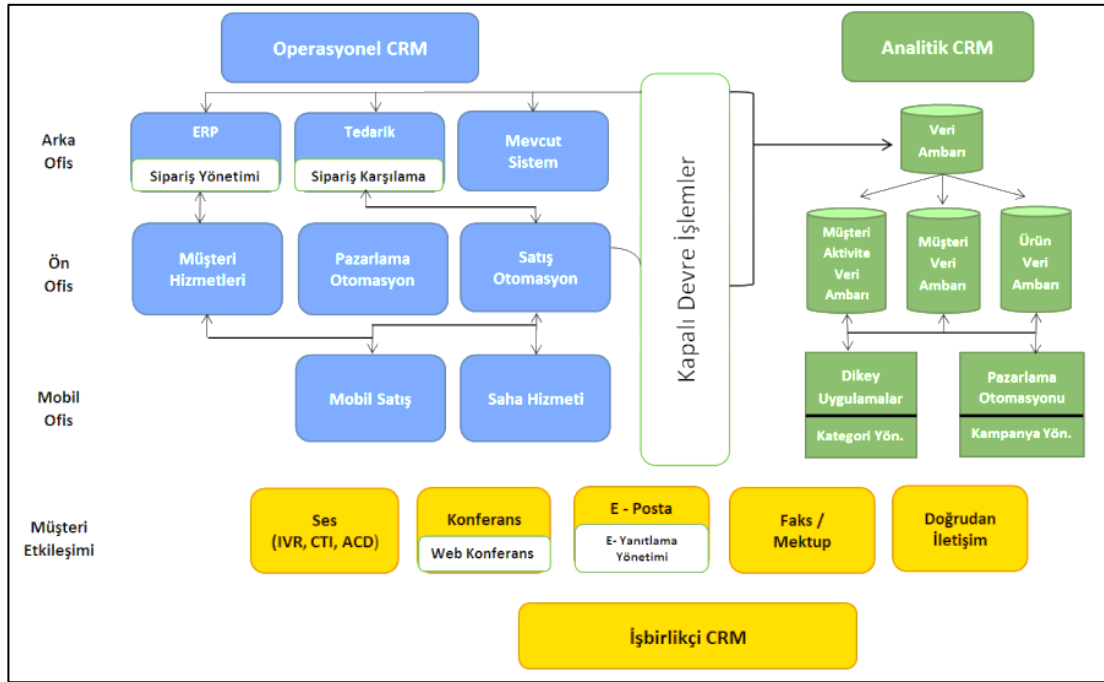 Operasyonel CRM
Analitik CRM
Arka
Ofis
ERP
Sipariş Yönetimi
Tedarik
Sipariş Karşılama
Mevcut
Sistem
Veri
Ambarı
Ön
Ofis
Müşteri
Hizmetleri
Pazarlama
Otomasyon
Satış
Otomasyon
Kapalı Devre İşlemler
Müşteri
Aktivite
Veri
Ambarı
Müşteri
Veri
Ambarı
Ürün
Veri
Ambarı
Mobil
Ofis
Mobil Satış
Saha Hizmeti
Dikey
Uygulamalar
Kategori Yön.
Pazarlama
Otomasyonu
Kampanya Yön.
Müşteri
Etkileşimi
Ses
(IVR, CTI, ACD)
Konferans
Web Konferans
E - Posta
E- Yanıtlama
Yönetimi
Faks /
Mektup
Doğrudan
İletişim
İşbirlikçi CRM